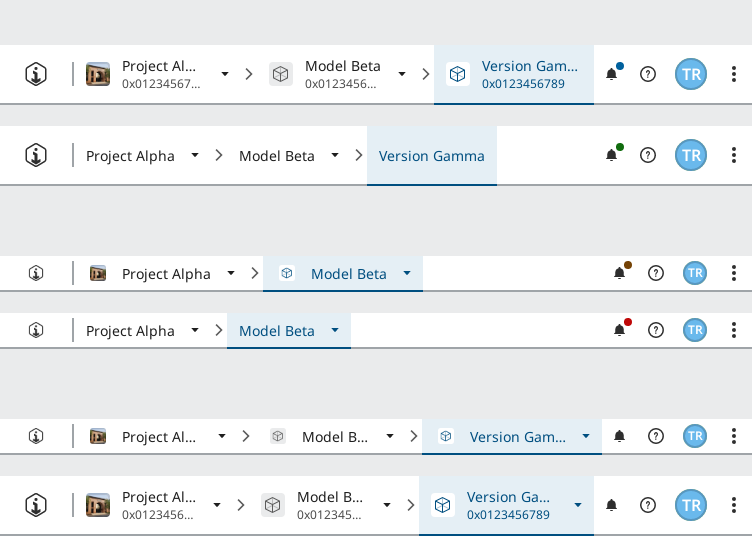 Project Al... Model Beta Version Gam... TR
0x01234567... 0x0123456... 0x0123456789
Project Alpha Model Beta Version Gamma TR
Project Alpha Model Beta TR
Project Alpha Model Beta TR
Project Al... Model B... Version Gam... TR
Project Al... Model B... Version Ga... TR
0x0123456... 0x012345... 0x0123456789